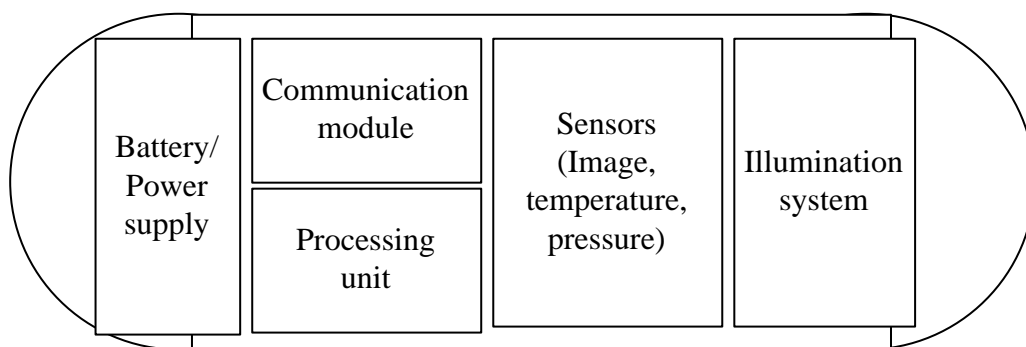 Battery/
Power
supply
Communication
module
Processing
unit
Sensors
(Image,
temperature,
pressure)
Illumination
system